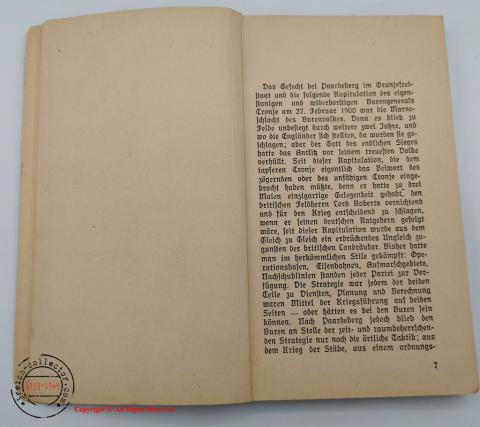 Das Gefecht bei Paardeberg im Oranjefrei-
staat und die folgende Kapitulation des eigen-
sinnigen und widerborstigen Burengenerals
Cronje am 27. Februar 1900 war die Marne-
schlacht des Burenvolkes. Denn es blieb zu
Felde unbesiegt durch weitere zwei Jahre, und
wo die Engländer sich stellten, da wurden sie ge-
schlagen; aber der Gott des endlichen Sieges
hatte das Antlitz vor seinem treuesten Volke
verhüllt. Seit dieser Kapitulation, die dem
tapferen Cronje eigentlich das Beiwort des
zögernden oder des unfähigen Cronje einge-
bracht haben müßte, denn er hatte zu drei
Malen einzigartige Gelegenheit gehabt, den
britischen Feldherrn Lord Roberts vernichtend
und für den Krieg entscheidend zu schlagen,
wenn er seinen deutschen Ratgebern gefolgt
wäre, seit dieser Kapitulation wurde aus dem
Gleich zu Gleich ein erdrückendes Ungleich zu-
gunsten der britischen Landräuber. Bisher hatte
man im herkömmlichen Stile gekämpft: Ope-
rationsbasen, Eisenbahnen, Aufmarschgebiete,
Nachschublinien standen jeder Partei zur Ver-
fügung. Die Strategie war jedem der beiden
Teile zu Diensten, Planung und Berechnung
waren Mittel der Kriegsführung auf beiden
Seiten — oder hätten es bei den Buren sein
können. Nach Paardeberg jedoch blieb den
Buren an Stelle der zeit- und raumbeherrschen-
den Strategie nur noch die örtliche Taktik; aus
dem Krieg der Stäbe, aus einem ordnungs-
7
1933-1945
Copyright © All Rights Reserved